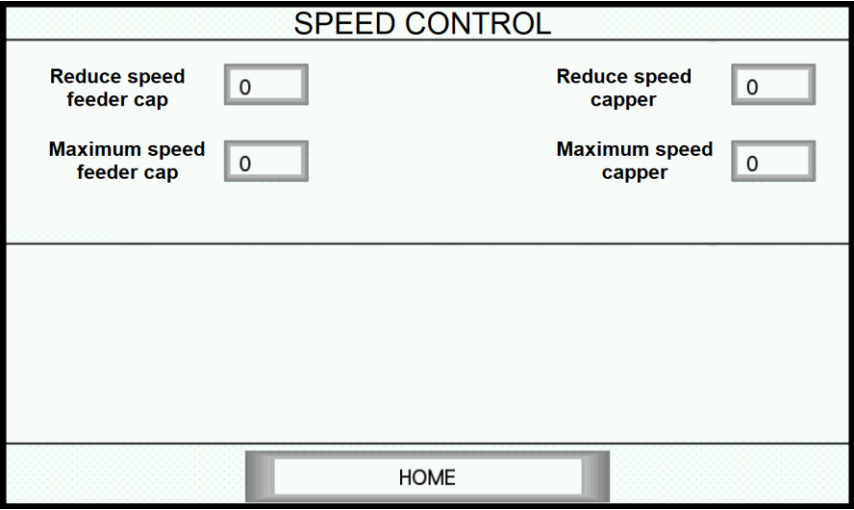 SPEED CONTROL
Reduce speed
feeder cap
0
Reduce speed
capper
0
Maximum speed
feeder cap
0
Maximum speed
capper
0
HOME